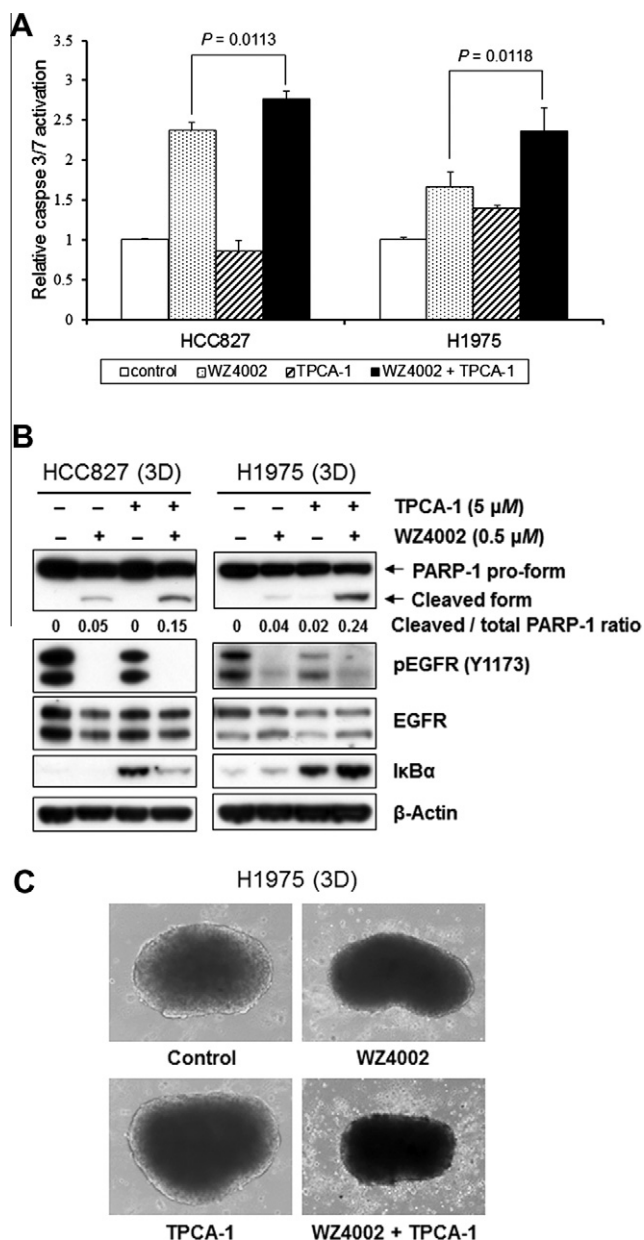 A
3.5
P = 0.0113
3
P = 0.0118
2.5
2
1.5
1
0.5
0
Relative caspse 3/7 activation
HCC827 H1975
control WZ4002 TPCA-1 WZ4002 + TPCA-1
B
HCC827 (3D) H1975 (3D)
– – + + – – + + TPCA-1 (5 µM)
– + – + – + – + WZ4002 (0.5 µM)
PARP-1 pro-form
Cleaved form
0 0.05 0 0.15 0 0.04 0.02 0.24 Cleaved / total PARP-1 ratio
pEGFR (Y1173)
EGFR
IκBα
β-Actin
C
H1975 (3D)
Control WZ4002
TPCA-1 WZ4002 + TPCA-1